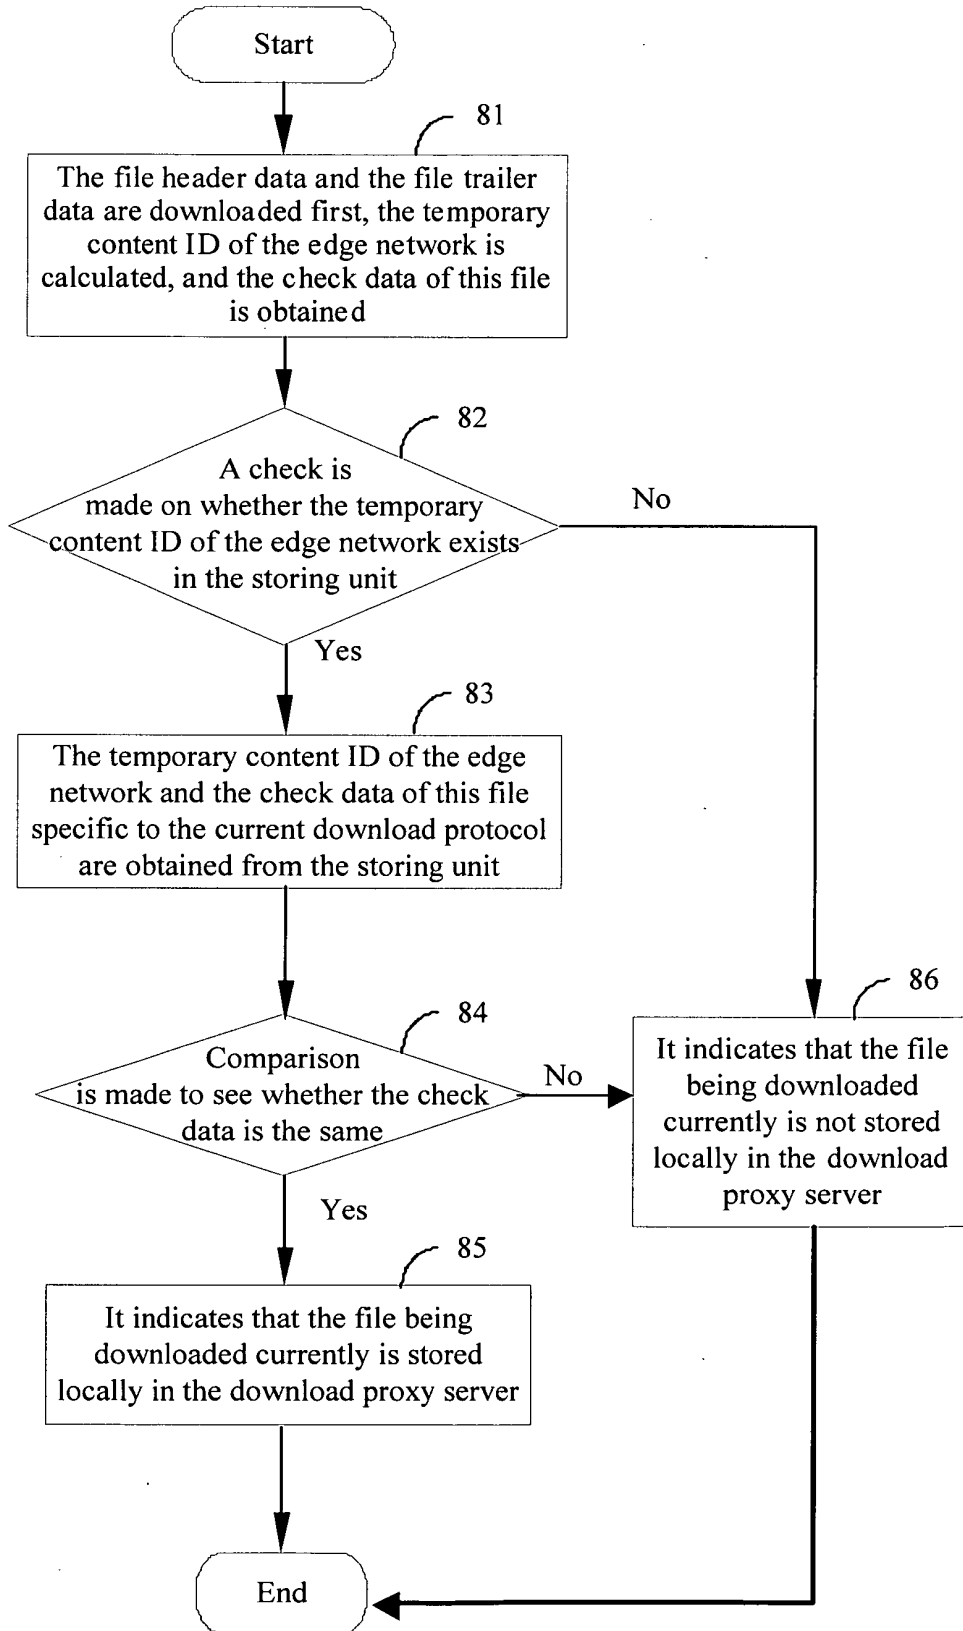 Start
81
The file header data and the file trailer
data are downloaded first, the temporary
content ID of the edge network is
calculated, and the check data of this file
is obtained
82
A check is
made on whether the temporary
content ID of the edge network exists
in the storing unit
No
Yes
83
The temporary content ID of the edge
network and the check data of this file
specific to the current download protocol
are obtained from the storing unit
84
Comparison
is made to see whether the check
data is the same
No
86
It indicates that the file
being downloaded
currently is not stored
locally in the download
proxy server
Yes
85
It indicates that the file being
downloaded currently is stored
locally in the download proxy server
End